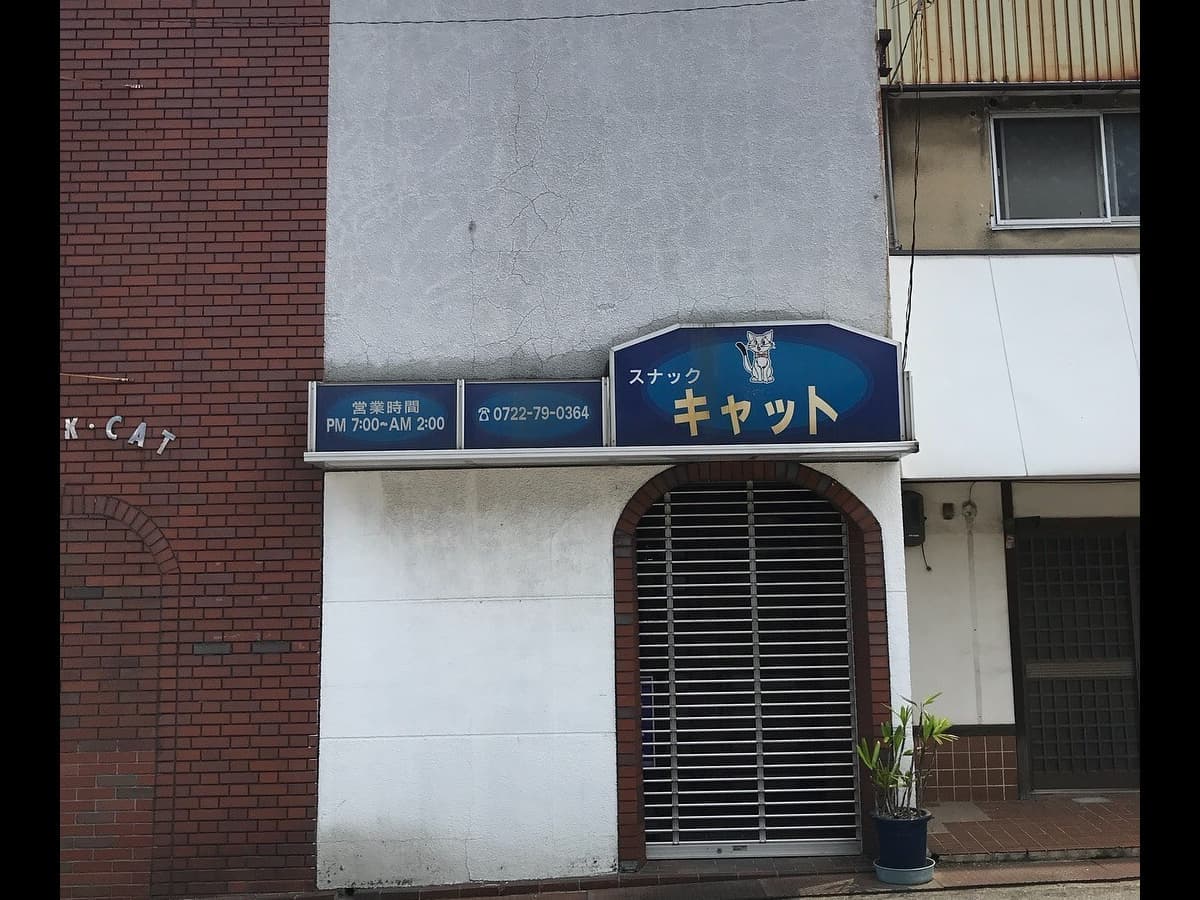 K・CAT
営業時間
PM 7:00~AM 2:00
☎0722-79-0364
スナック
キャット